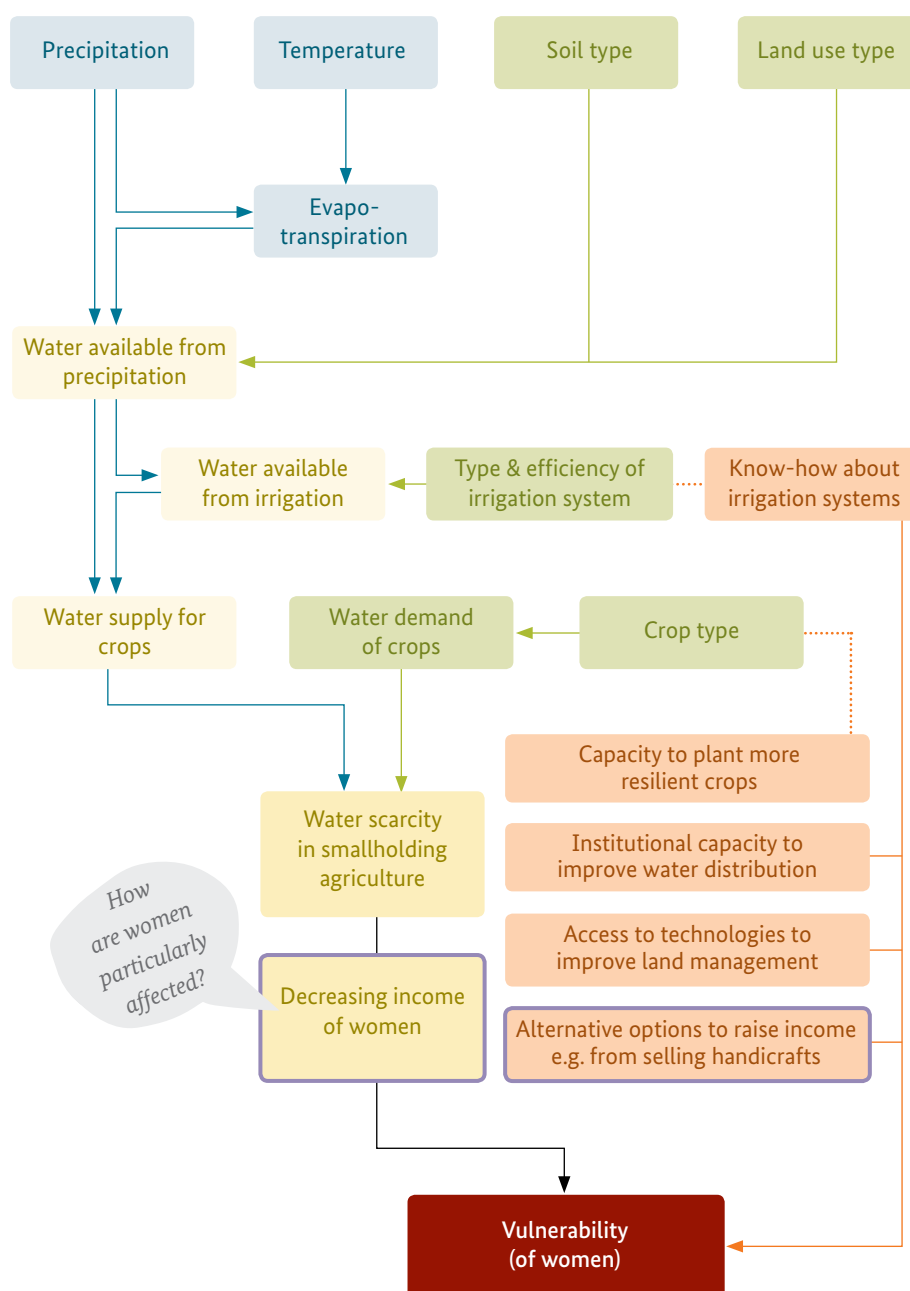 Precipitation
Temperature
Soil type
Land use type
Evapo-
transpiration
Water available from
precipitation
Water available
from irrigation
Type & efficiency of
irrigation system
Know-how about
irrigation systems
Water supply for
crops
Water demand
of crops
Crop type
Capacity to plant more
resilient crops
Water scarcity
in smallholding
agriculture
Institutional capacity to
improve water distribution
How
are women
particularly
affected?
Access to technologies to
improve land management
Decreasing income
of women
Alternative options to raise income
e.g. from selling handicrafts
Vulnerability
(of women)